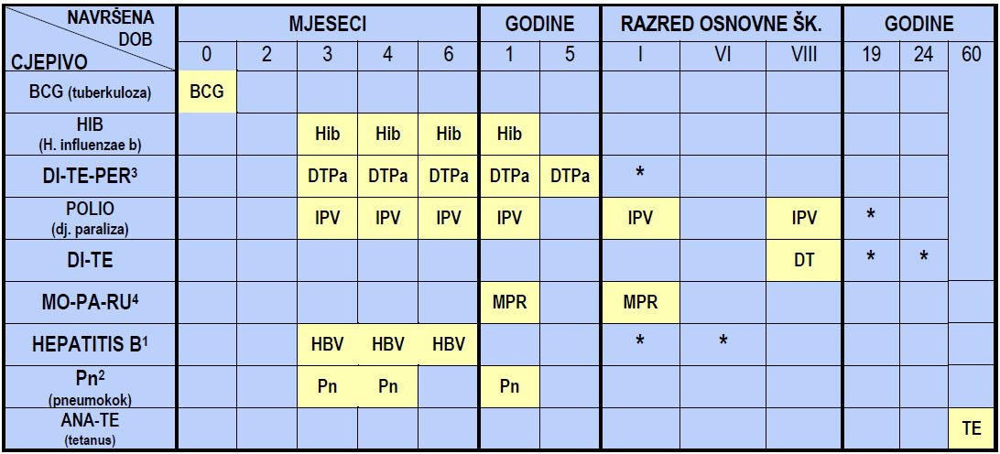 NAVRŠENA DOB CJEPIVO MJESECI GODINE RAZRED OSNOVNE ŠK. GODINE
0 2 3 4 6 1 5 I VI VIII 19 24 60
BCG (tuberkuloza) BCG
HIB (H. influenzae b) Hib Hib Hib Hib
DI-TE-PER³ DTPa DTPa DTPa DTPa DTPa *
POLIO (dj. paraliza) IPV IPV IPV IPV IPV IPV *
DI-TE DT * *
MO-PA-RU⁴ MPR MPR
HEPATITIS B¹ HBV HBV HBV * *
Pn² (pneumokok) Pn Pn Pn
ANA-TE (tetanus) TE